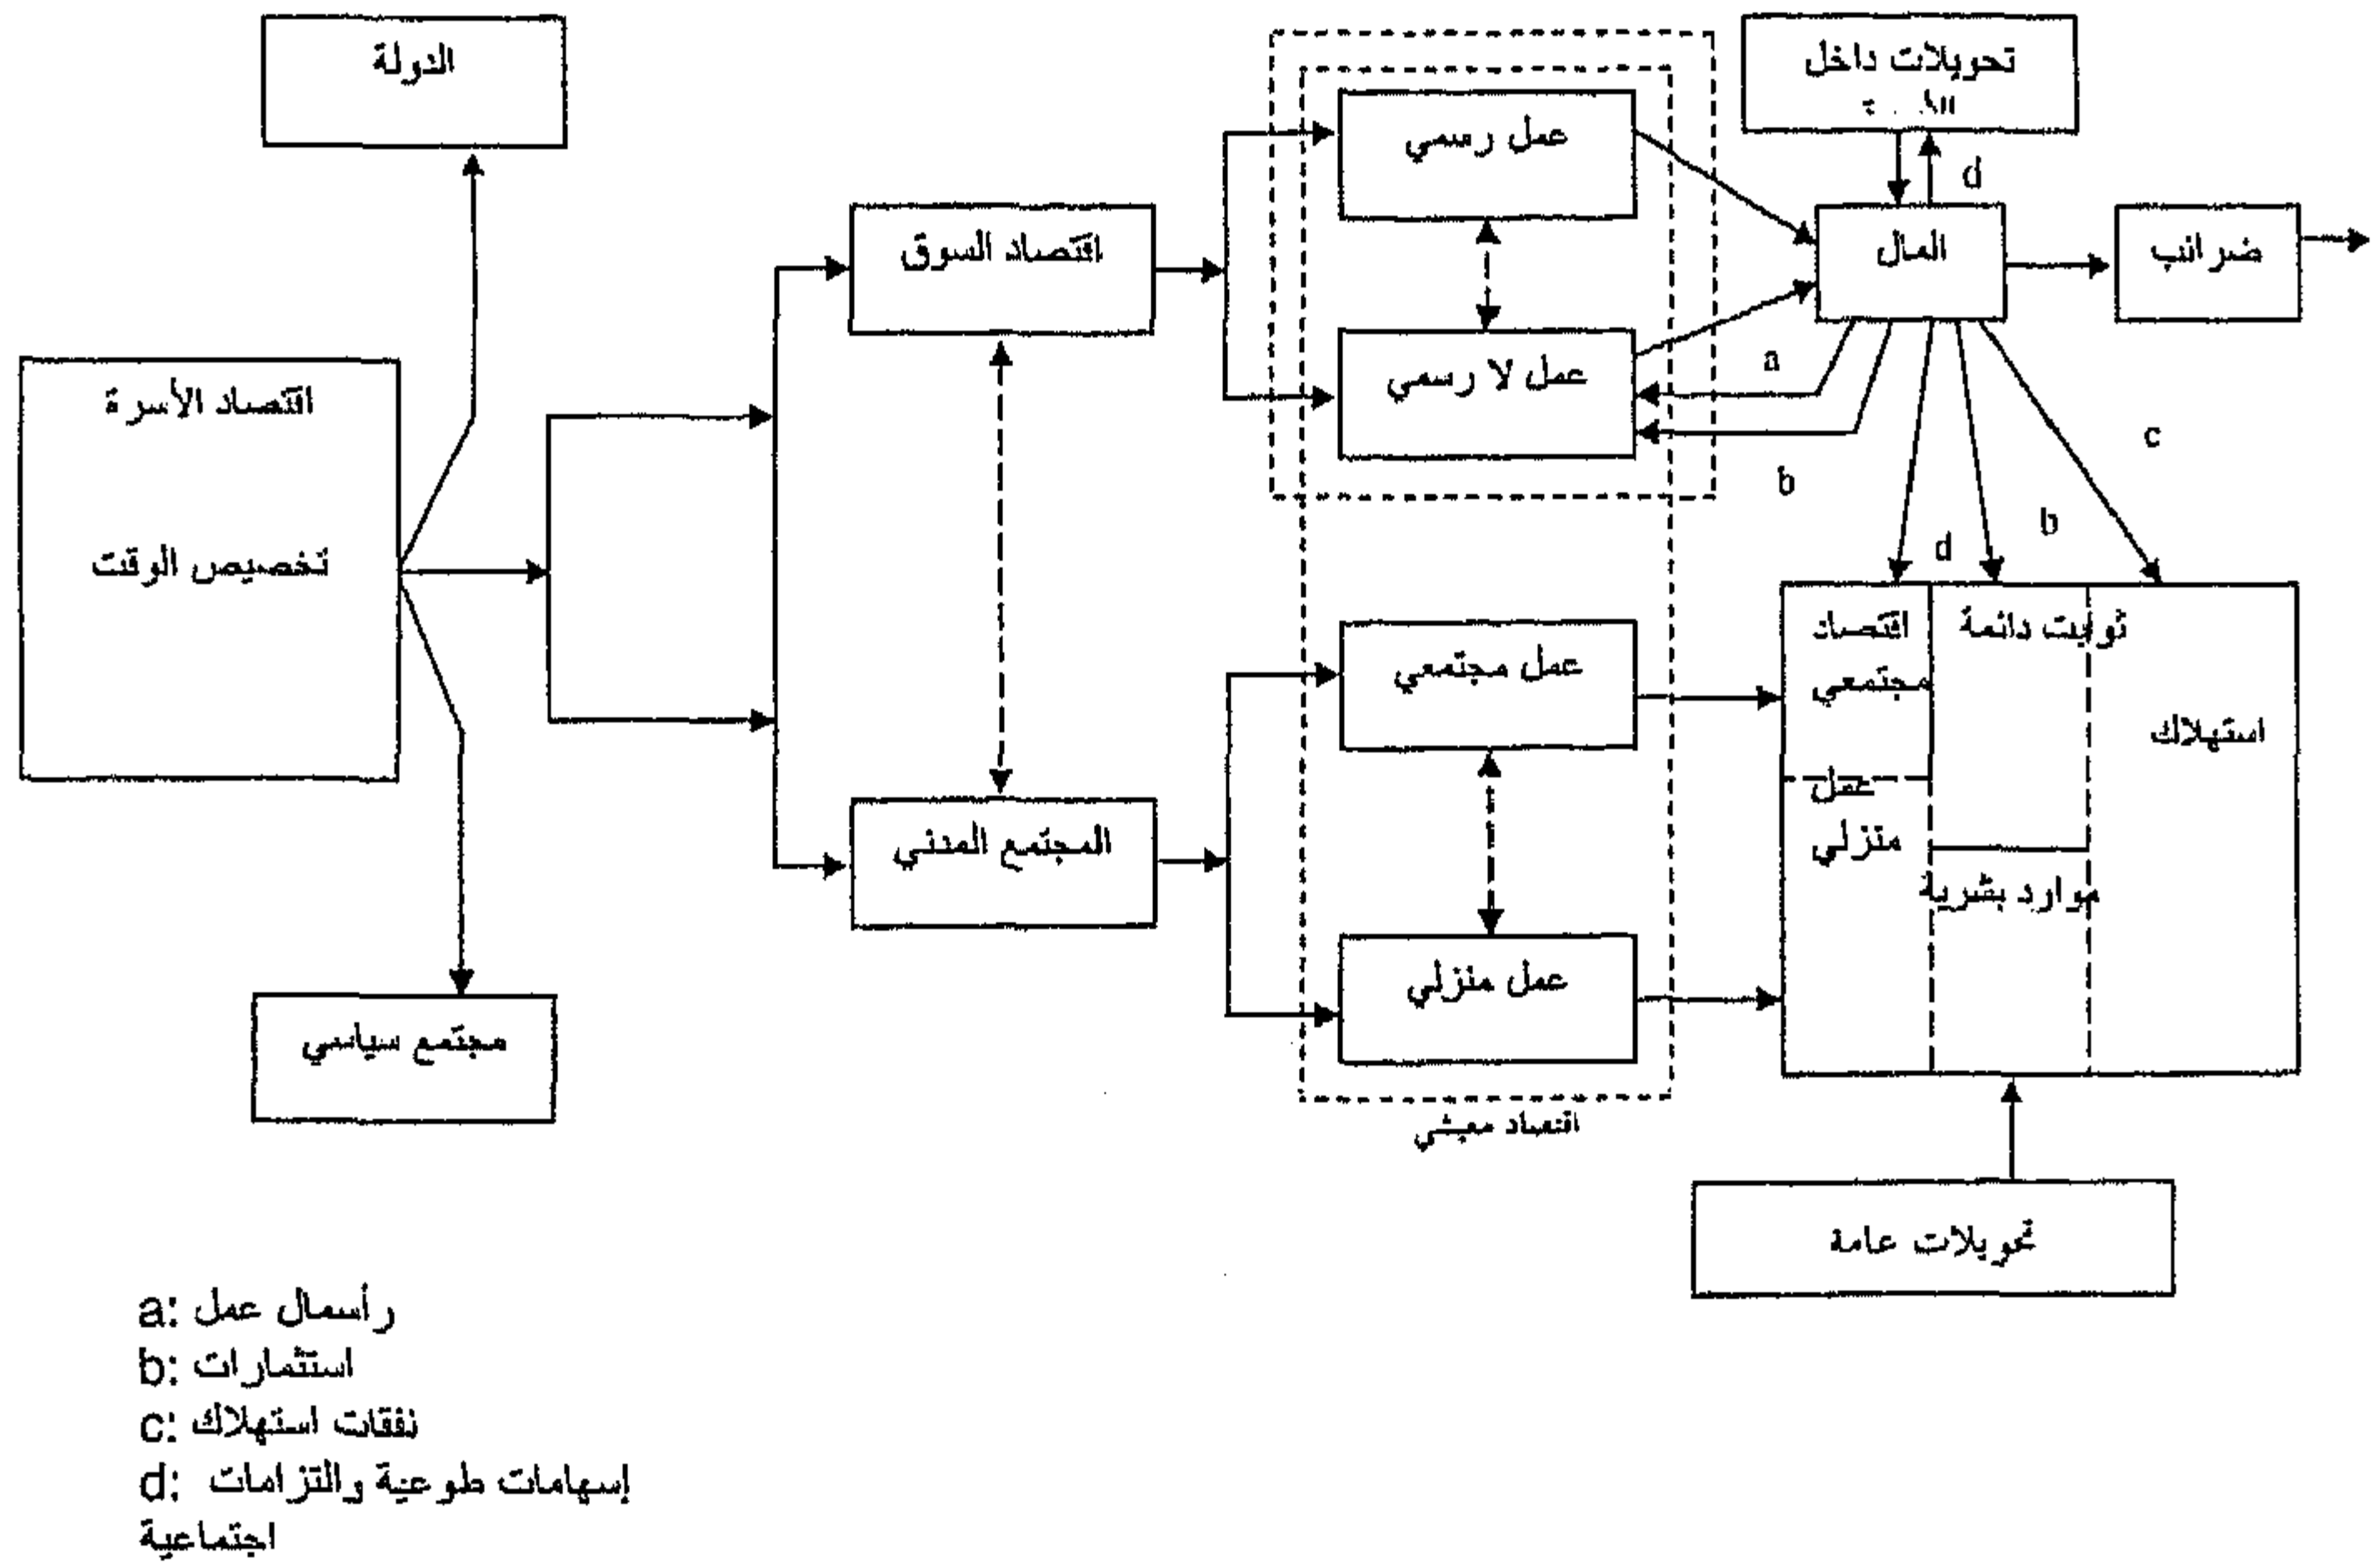 الدولة
اقتصاد الأسرة
تخصيص الوقت
مجتمع سياسي
اقتصاد السوق
المجتمع المدني
عمل رسمي
عمل لا رسمي
عمل مجتمعي
عمل منزلي
اقتصاد معيشي
تحويلات داخل
d
المال
ضرائب
a
b
c
b
d
اقتصاد
مجتمعي
عمل
منزلي
ثوابت دائمة
موارد بشرية
استهلاك
تحويلات عامة
a: رأسمال عمل
b: استثمارات
c: نفقات استهلاك
d: إسهامات طوعية والتزامات
اجتماعية